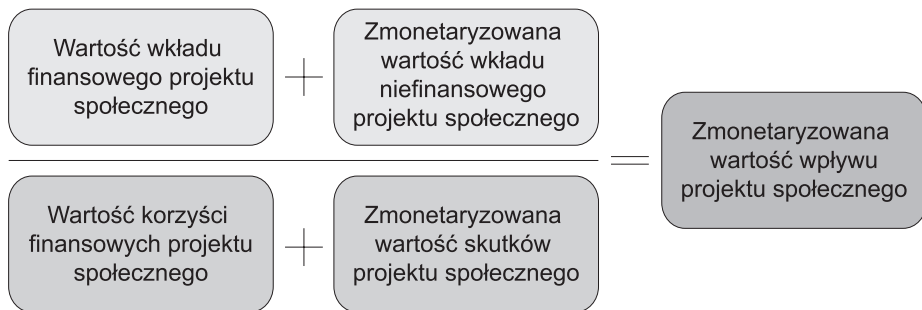 Wartość wkładu
finansowego projektu
społecznego
+
Zmonetaryzowana
wartość wkładu
niefinansowego
projektu społecznego
Wartość korzyści
finansowych projektu
społecznego
+
Zmonetaryzowana
wartość skutków
projektu społecznego
=
Zmonetaryzowana
wartość wpływu
projektu społecznego